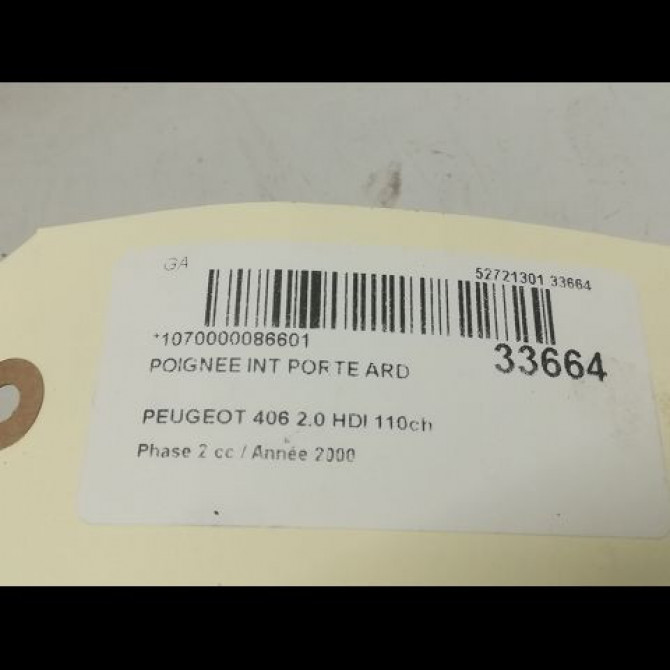 GA
52721301 33664
*1070000086601
33664
POIGNEE INT PORTE ARD
PEUGEOT 406 2.0 HDI 110ch
Phase 2 cc / Année 2000